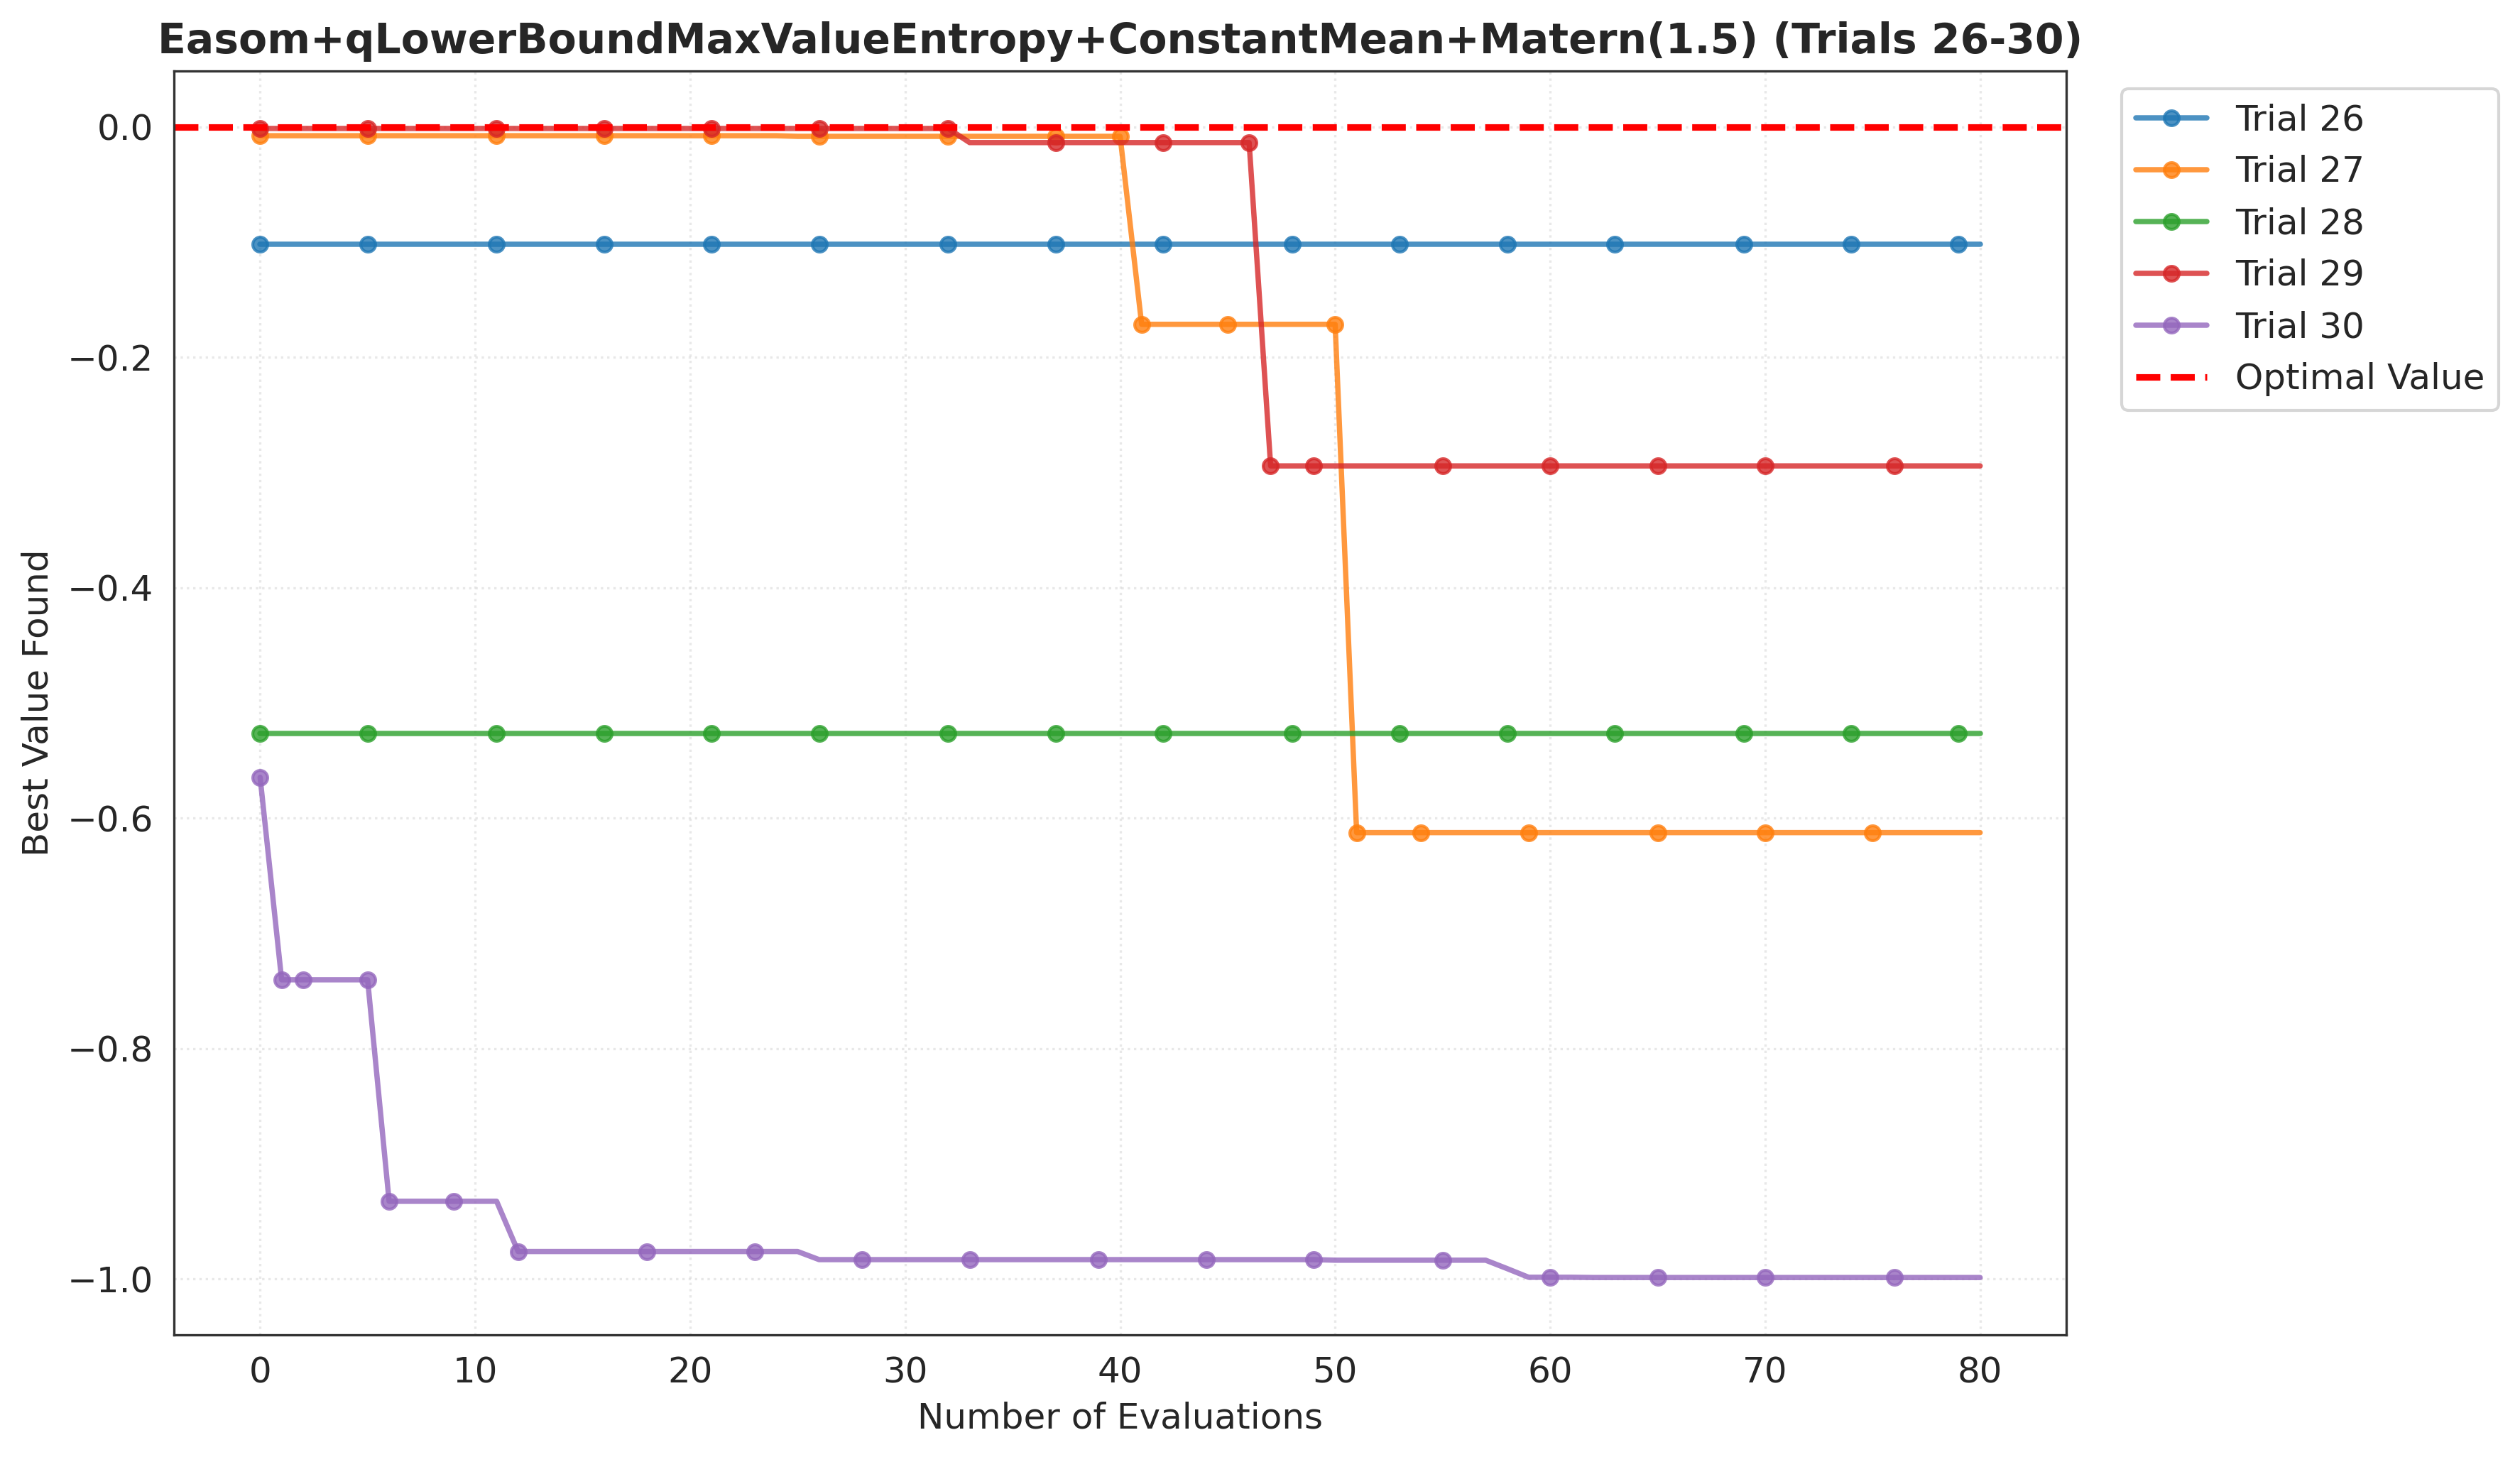 Easom+qLowerBoundMaxValueEntropy+ConstantMean+Matern(1.5) (Trials 26-30)
Best Value Found
0.0
−0.2
−0.4
−0.6
−0.8
−1.0
0 10 20 30 40 50 60 70 80
Number of Evaluations
Trial 26
Trial 27
Trial 28
Trial 29
Trial 30
Optimal Value